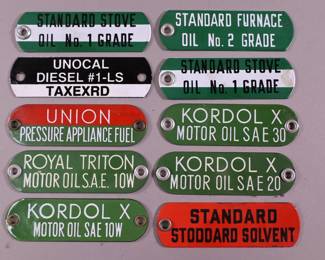 STANDARD STOVE
OIL No. 1 GRADE
STANDARD FURNACE
OIL No. 2 GRADE
UNOCAL
DIESEL #1-LS
TAXEXRD
STANDARD STOVE
OIL No. 1 GRADE
UNION
PRESSURE APPLIANCE FUEL
KORDOL X
MOTOR OIL SAE 30
ROYAL TRITON
MOTOR OIL S.A.E. 10W
KORDOL X
MOTOR OIL SAE 20
KORDOL X
MOTOR OIL SAE 10W
STANDARD
STODDARD SOLVENT